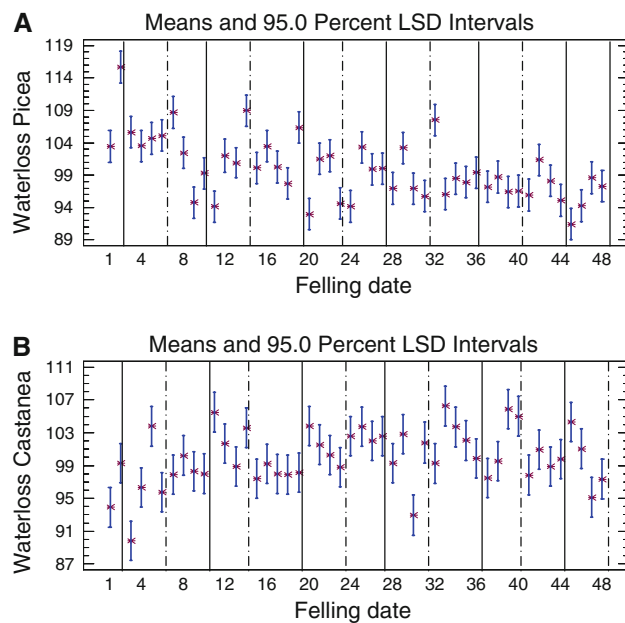 A
Means and 95.0 Percent LSD Intervals
Waterloss Picea
119
114
109
104
99
94
89
1 4 8 12 16 20 24 28 32 36 40 44 48
Felling date
B
Means and 95.0 Percent LSD Intervals
Waterloss Castanea
111
107
103
99
95
91
87
1 4 8 12 16 20 24 28 32 36 40 44 48
Felling date